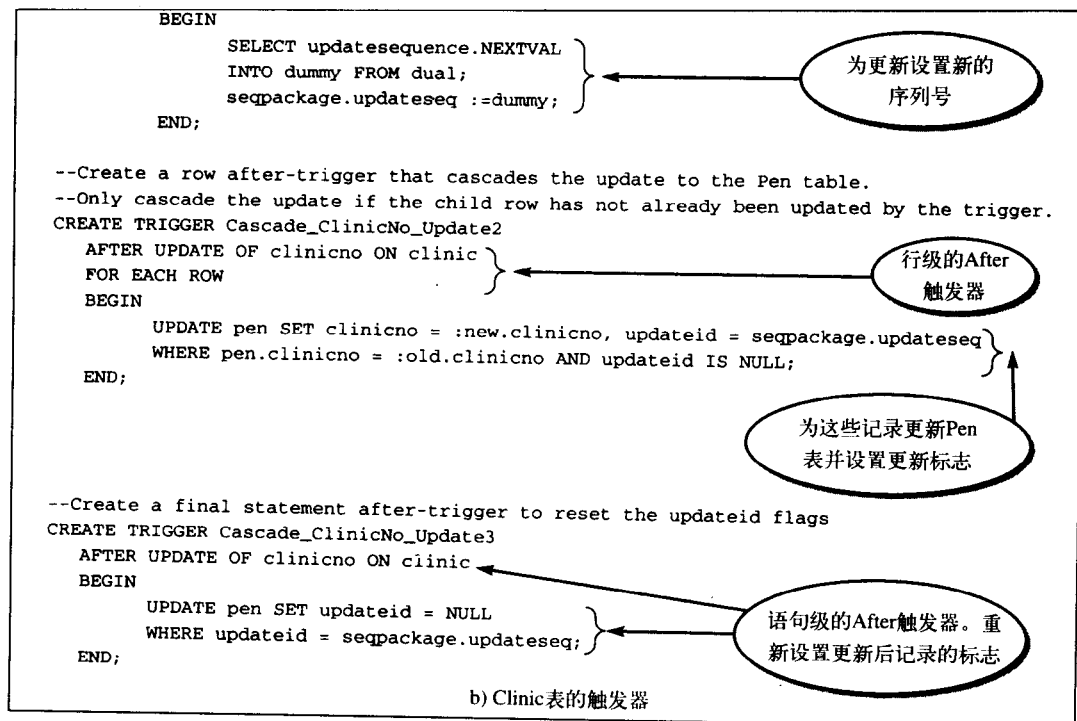 BEGIN
SELECT updatesequence.NEXTVAL
INTO dummy FROM dual;
seqpackage.updateseq :=dummy;
END;
为更新设置新的
序列号
--Create a row after-trigger that cascades the update to the Pen table.
--Only cascade the update if the child row has not already been updated by the trigger.
CREATE TRIGGER Cascade_ClinicNo_Update2
AFTER UPDATE OF clinicno ON clinic
FOR EACH ROW
行级的After
触发器
BEGIN
UPDATE pen SET clinicno = :new.clinicno, updateid = seqpackage.updateseq
WHERE pen.clinicno = :old.clinicno AND updateid IS NULL;
END;
为这些记录更新Pen
表并设置更新标志
--Create a final statement after-trigger to reset the updateid flags
CREATE TRIGGER Cascade_ClinicNo_Update3
AFTER UPDATE OF clinicno ON clinic
BEGIN
UPDATE pen SET updateid = NULL
WHERE updateid = seqpackage.updateseq;
END;
语句级的After触发器。重
新设置更新后记录的标志
b) Clinic表的触发器